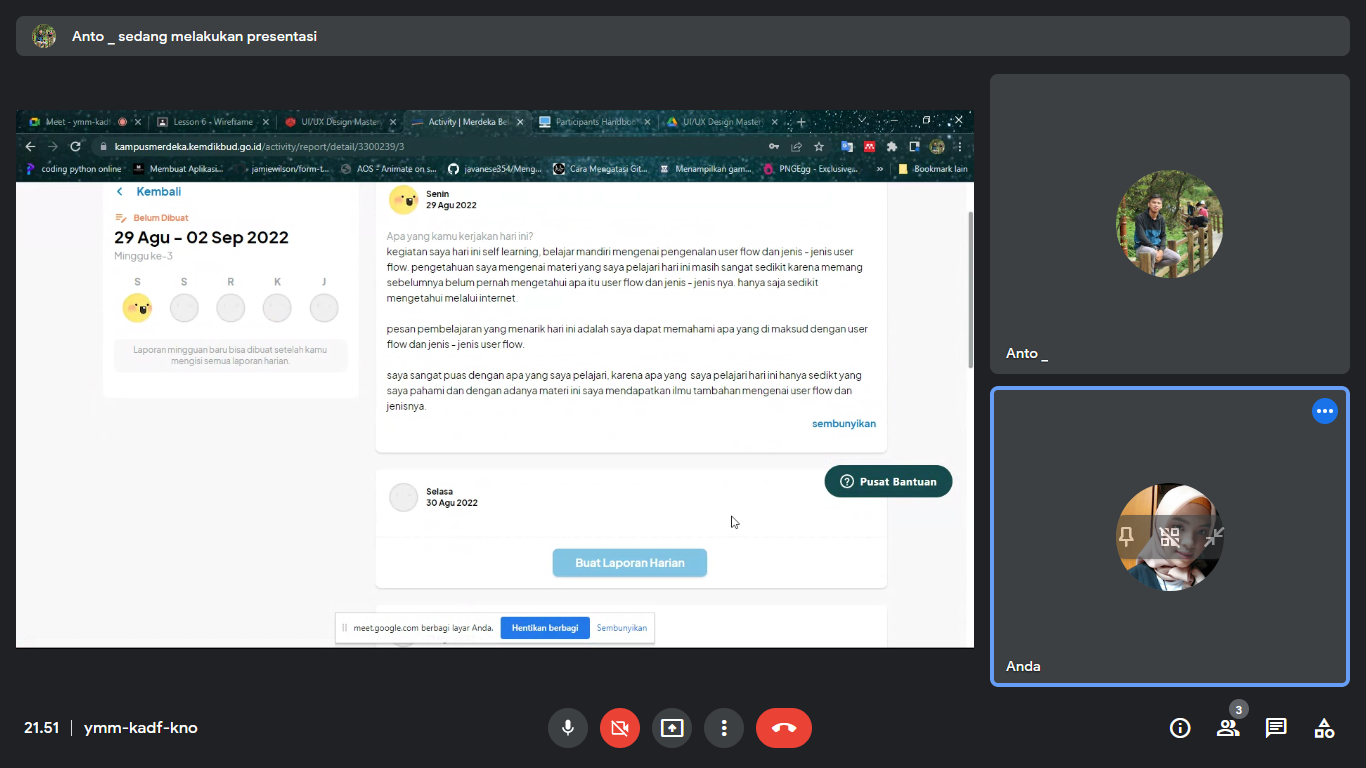 Anto _ sedang melakukan presentasi
Meet - ymm-kad
Lesson 6 - Wireframe
UI/UX Design Master
Activity | Merdeka Be
Participants Handbo
UI/UX Design Master
kampusmerdeka.kemdikbud.go.id/activity/report/detail/3300239/3
coding python online
Membuat Aplikasi...
jamiewilson/form-t...
AOS - Animate on s...
javanese354/Meng...
Cara Mengatasi Git...
Menampilkan gam...
PNGEgg - Exclusive...
»
Bookmark lain
Kembali
Belum Dibuat
29 Agu – 02 Sep 2022
Minggu ke-3
S S R K J
Laporan mingguan baru bisa dibuat setelah kamu
mengisi semua laporan harian.
Senin
29 Agu 2022
Apa yang kamu kerjakan hari ini?
kegiatan saya hari ini self learning, belajar mandiri mengenai pengenalan user flow dan jenis - jenis user
flow. pengetahuan saya mengenai materi yang saya pelajari hari ini masih sangat sedikit karena memang
sebelumnya belum pernah mengetahui apa itu user flow dan jenis - jenis nya. hanya saja sedikit
mengetahui melalui internet.
pesan pembelajaran yang menarik hari ini adalah saya dapat memahami apa yang di maksud dengan user
flow dan jenis - jenis user flow.
saya sangat puas dengan apa yang saya pelajari, karena apa yang saya pelajari hari ini hanya sedikt yang
saya pahami dan dengan adanya materi ini saya mendapatkan ilmu tambahan mengenai user flow dan
jenisnya.
sembunyikan
Selasa
30 Agu 2022
Pusat Bantuan
Buat Laporan Harian
meet.google.com berbagi layar Anda.
Hentikan berbagi
Sembunyikan
Anto _
Anda
21.51
ymm-kadf-kno
3